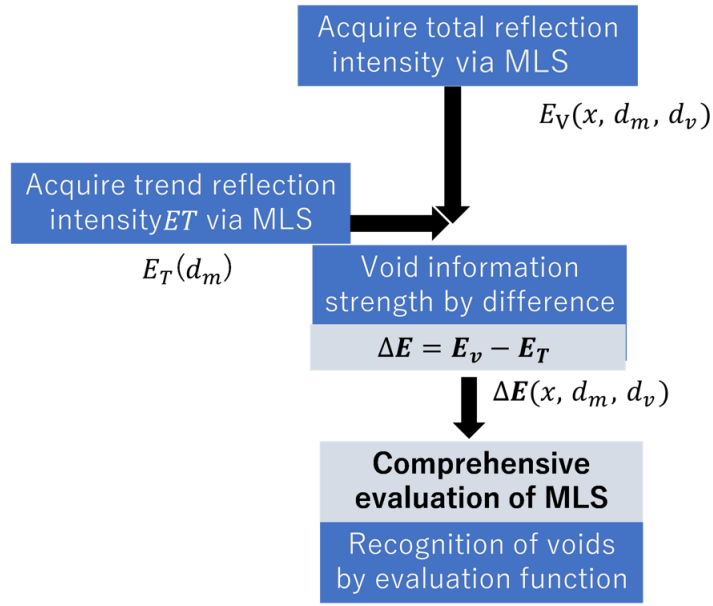 Acquire total reflection
intensity via MLS
E_V(x, d_m, d_v)
Acquire trend reflection
intensityET via MLS
E_T(d_m)
Void information
strength by difference
ΔE = E_v − E_T
ΔE(x, d_m, d_v)
Comprehensive
evaluation of MLS
Recognition of voids
by evaluation function